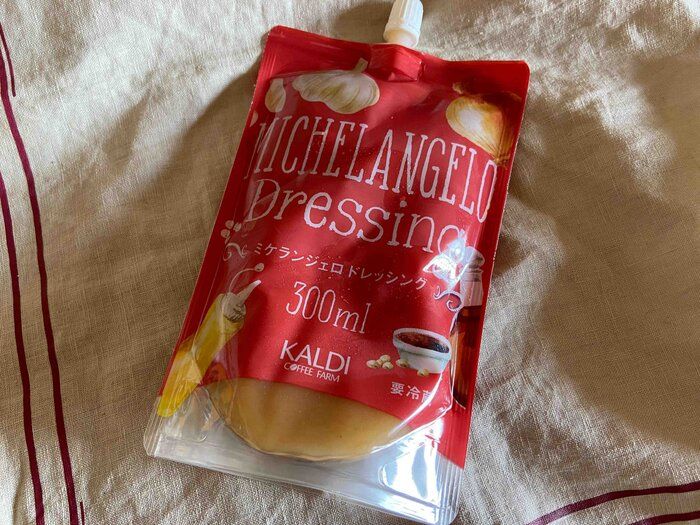 MICHELANGELO
Dressing
ミケランジェロドレッシング
300ml
KALDI
COFFEE FARM
要冷蔵